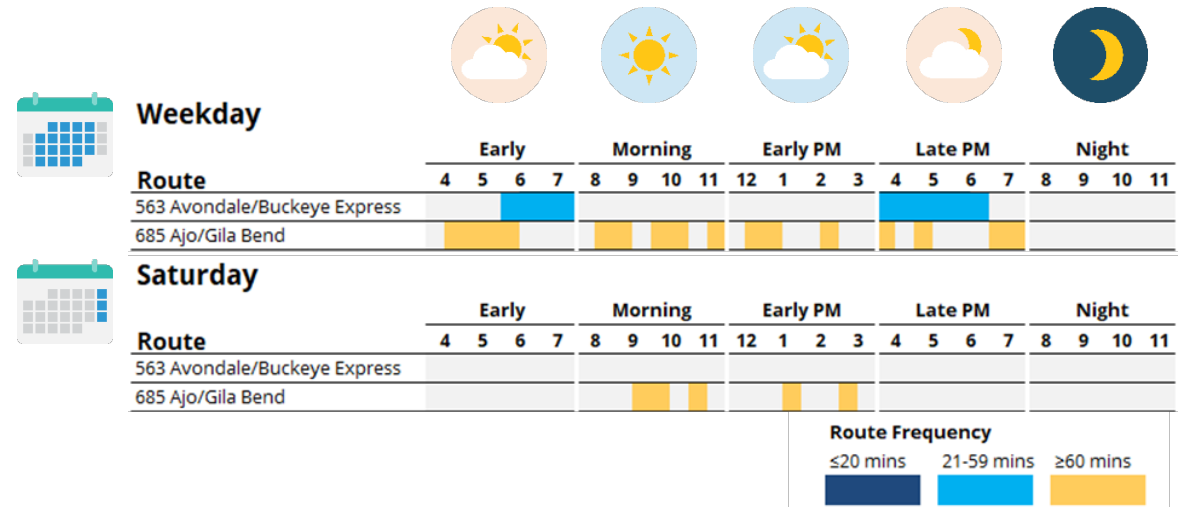 Weekday
Early Morning Early PM Late PM Night
Route 4 5 6 7 8 9 10 11 12 1 2 3 4 5 6 7 8 9 10 11
563 Avondale/Buckeye Express
685 Ajo/Gila Bend
Saturday
Early Morning Early PM Late PM Night
Route 4 5 6 7 8 9 10 11 12 1 2 3 4 5 6 7 8 9 10 11
563 Avondale/Buckeye Express
685 Ajo/Gila Bend
Route Frequency
≤20 mins 21-59 mins ≥60 mins